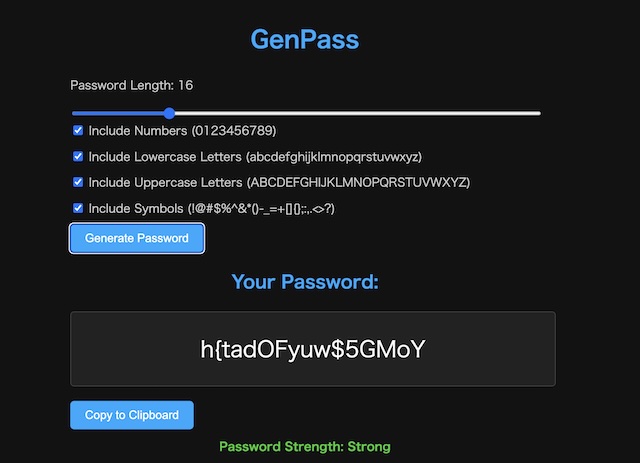 GenPass
Password Length: 16
Include Numbers (0123456789)
Include Lowercase Letters (abcdefghijklmnopqrstuvwxyz)
Include Uppercase Letters (ABCDEFGHIJKLMNOPQRSTUVWXYZ)
Include Symbols (!@#$%^&*()-_=+[]{};:,.<>?)
Generate Password
Your Password:
h{tadOFyuw$5GMoY
Copy to Clipboard
Password Strength: Strong